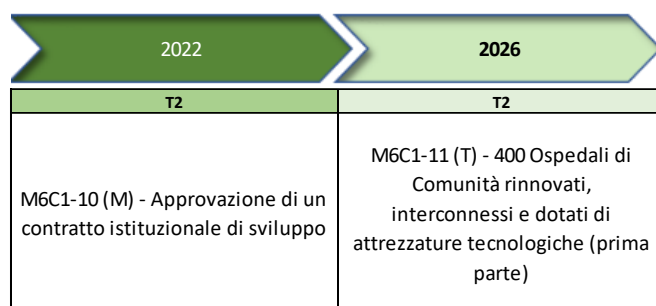 2022
2026
T2
T2
M6C1-10 (M) - Approvazione di un
contratto istituzionale di sviluppo
M6C1-11 (T) - 400 Ospedali di
Comunità rinnovati,
interconnessi e dotati di
attrezzature tecnologiche (prima
parte)